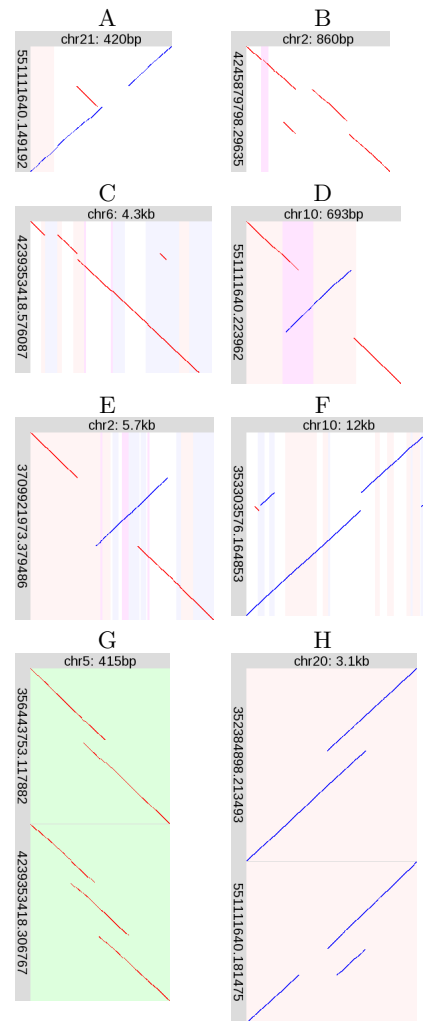 A
chr21: 420bp
551111640.149192
B
chr2: 860bp
4245879798.29635
C
chr6: 4.3kb
4239353418.576087
D
chr10: 693bp
551111640.223962
E
chr2: 5.7kb
3709921973.379486
F
chr10: 12kb
353303576.164853
G
chr5: 415bp
356443753.117882
4239353418.306767
H
chr20: 3.1kb
352384898.213493
551111640.181475